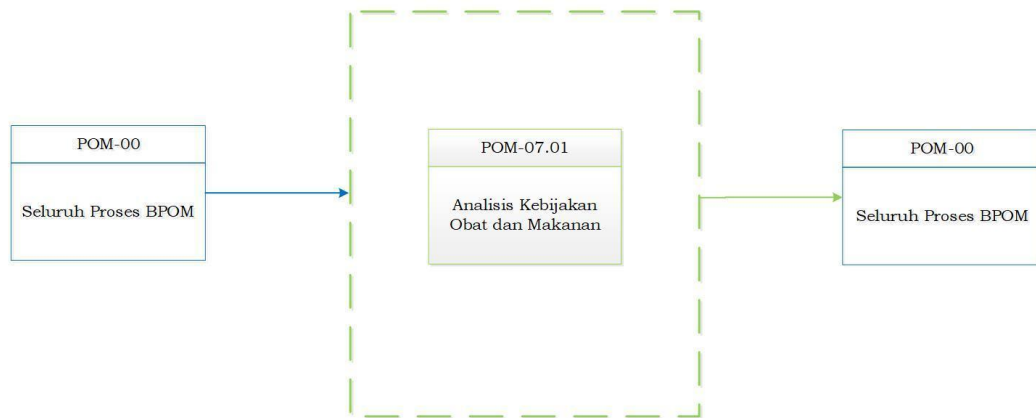 POM-00
Seluruh Proses BPOM
POM-07.01
Analisis Kebijakan
Obat dan Makanan
POM-00
Seluruh Proses BPOM